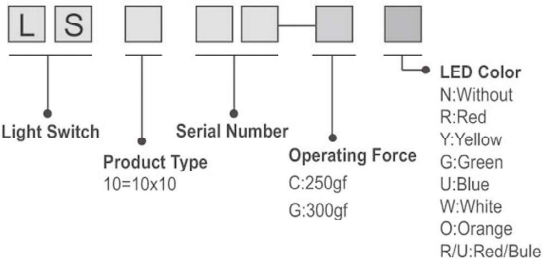 L S
LED Color
N:Without
R:Red
Y:Yellow
G:Green
U:Blue
W:White
O:Orange
R/U:Red/Bule
Light Switch
Serial Number
Product Type
10=10x10
Operating Force
C:250gf
G:300gf